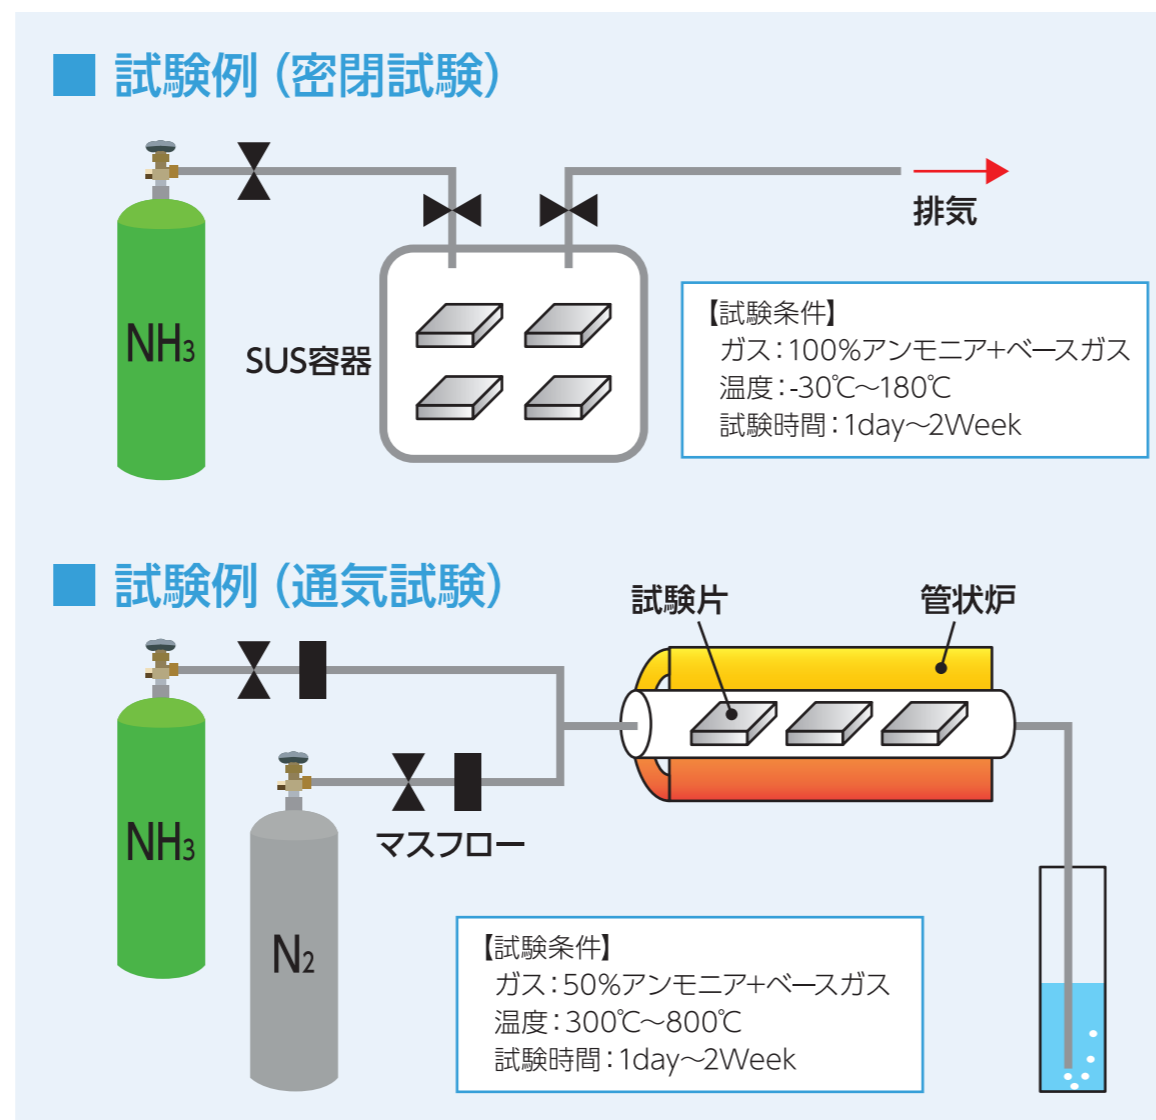 ■ 試験例（密閉試験）
排気
NH₃
SUS容器
【試験条件】
ガス：100%アンモニア+ベースガス
温度：-30℃～180℃
試験時間：1day～2Week
■ 試験例（通気試験）
試験片
管状炉
NH₃
マスフロー
N₂
【試験条件】
ガス：50%アンモニア+ベースガス
温度：300℃～800℃
試験時間：1day～2Week